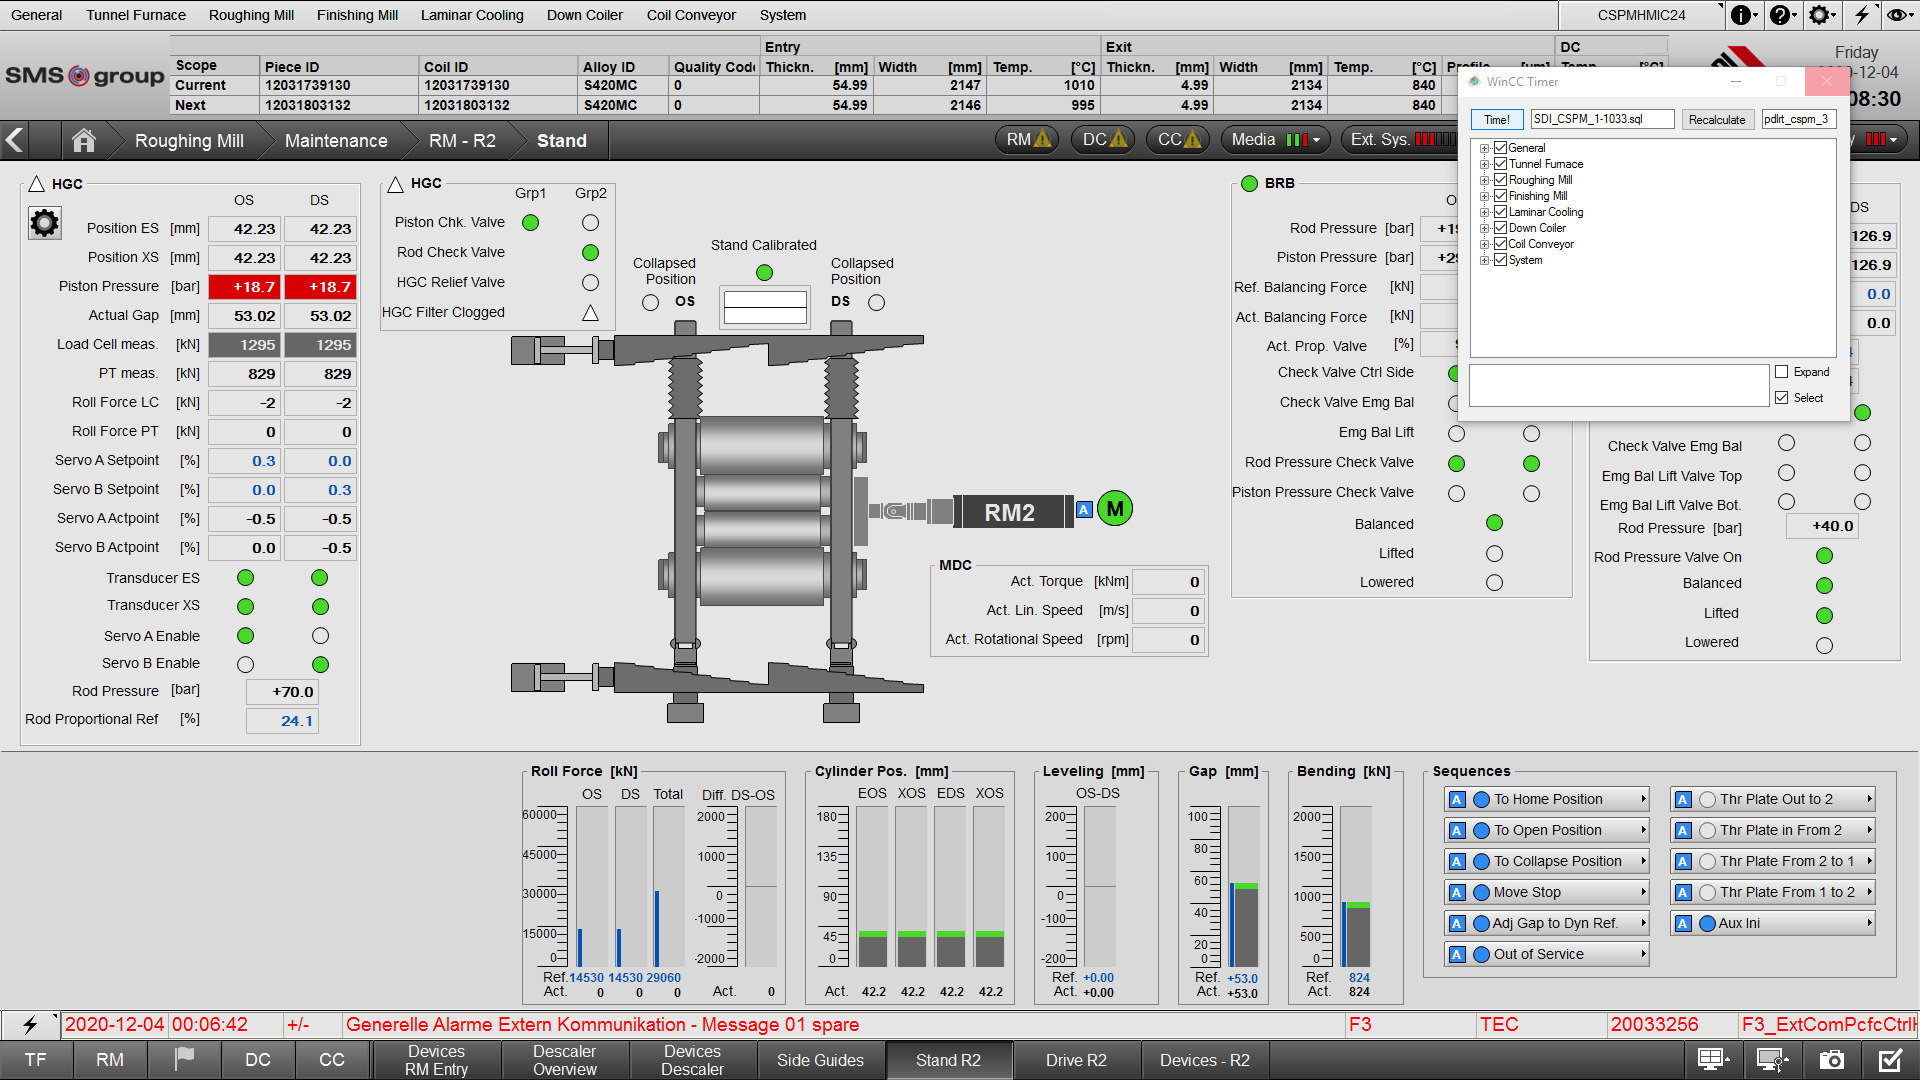 General Tunnel Furnace Roughing Mill Finishing Mill Laminar Cooling Down Coiler Coil Conveyor System CSPMHMIC24
SMS group
Entry Exit DC
Scope Piece ID Coil ID Alloy ID Quality Code Thickn. [mm] Width [mm] Temp. [°C] Thickn. [mm] Width [mm] Temp. [°C]
Current 12031739130 12031739130 S420MC 0 54.99 2147 1010 4.99 2134 840
Next 12031803132 12031803132 S420MC 0 54.99 2146 995 4.99 2134 840
Friday
-12-04
08:30
Roughing Mill Maintenance RM - R2 Stand RM DC CC Media Ext. Sys.
WinCC Timer
Time! SDI_CSPM_1-1033.sql Recalculate pdlrt_cspm_3
General
Tunnel Furnace
Roughing Mill
Finishing Mill
Laminar Cooling
Down Coiler
Coil Conveyor
System
Expand
Select
HGC
OS DS
Position ES [mm] 42.23 42.23
Position XS [mm] 42.23 42.23
Piston Pressure [bar] +18.7 +18.7
Actual Gap [mm] 53.02 53.02
Load Cell meas. [kN] 1295 1295
PT meas. [kN] 829 829
Roll Force LC [kN] -2 -2
Roll Force PT [kN] 0 0
Servo A Setpoint [%] 0.3 0.0
Servo B Setpoint [%] 0.0 0.3
Servo A Actpoint [%] -0.5 -0.5
Servo B Actpoint [%] 0.0 -0.5
Transducer ES
Transducer XS
Servo A Enable
Servo B Enable
Rod Pressure [bar] +70.0
Rod Proportional Ref [%] 24.1
HGC
Grp1 Grp2
Piston Chk. Valve
Rod Check Valve
HGC Relief Valve
HGC Filter Clogged
Stand Calibrated
Collapsed Position OS
Collapsed Position DS
RM2 A M
MDC
Act. Torque [kNm] 0
Act. Lin. Speed [m/s] 0
Act. Rotational Speed [rpm] 0
BRB
Rod Pressure [bar]
Piston Pressure [bar]
Ref. Balancing Force [kN]
Act. Balancing Force [kN]
Act. Prop. Valve [%]
Check Valve Ctrl Side
Check Valve Emg Bal
Emg Bal Lift
Rod Pressure Check Valve
Piston Pressure Check Valve
Balanced
Lifted
Lowered
DS
126.9
126.9
0.0
0.0
Check Valve Emg Bal
Emg Bal Lift Valve Top
Emg Bal Lift Valve Bot.
Rod Pressure [bar] +40.0
Rod Pressure Valve On
Balanced
Lifted
Lowered
Roll Force [kN]
OS DS Total Diff. DS-OS
60000 45000 30000 15000 0
2000 1000 0 -1000 -2000
Ref. 14530 14530 29060
Act. 0 0 0 Act. 0
Cylinder Pos. [mm]
EOS XOS EDS XOS
180 135 90 45 0
Act. 42.2 42.2 42.2 42.2
Leveling [mm]
OS-DS
200 100 0 -100 -200
Ref. +0.00
Act. +0.00
Gap [mm]
100 80 60 40 20 0
Ref. +53.0
Act. +53.0
Bending [kN]
2000 1500 1000 500 0
Ref. 824
Act. 824
Sequences
A To Home Position A Thr Plate Out to 2
A To Open Position A Thr Plate in From 2
A To Collapse Position A Thr Plate From 2 to 1
A Move Stop A Thr Plate From 1 to 2
A Adj Gap to Dyn Ref. A Aux Ini
A Out of Service
2020-12-04 00:06:42 +/- Generelle Alarme Extern Kommunikation - Message 01 spare F3 TEC 20033256 F3_ExtComPcfcCtrl
TF RM DC CC Devices RM Entry Descaler Overview Devices Descaler Side Guides Stand R2 Drive R2 Devices - R2